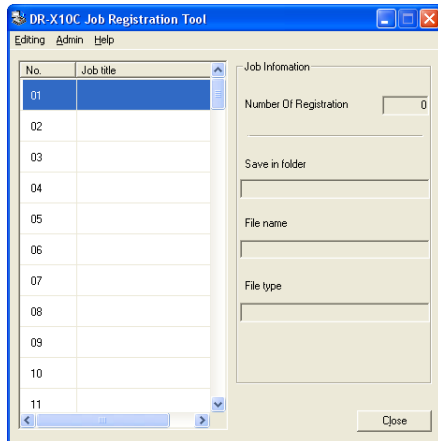 DR-X10C Job Registration Tool
Editing Admin Help
No. Job title
01
02
03
04
05
06
07
08
09
10
11
Job Infomation
Number Of Registration 0
Save in folder
File name
File type
Close